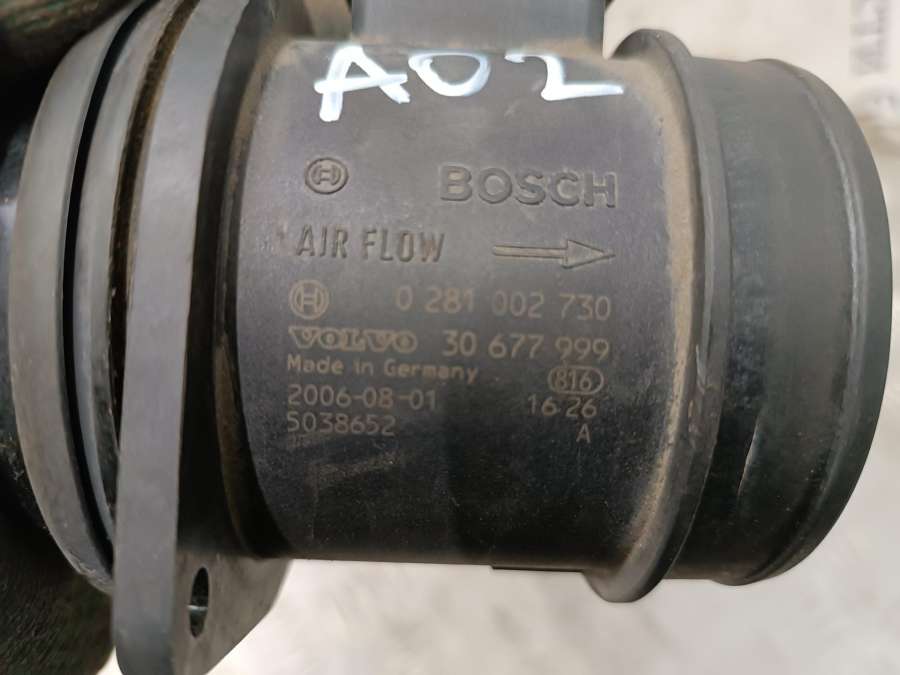 A02
BOSCH
AIR FLOW
0 281 002 730
VOLVO 30 677 999
Made in Germany 816
2006-08-01 16:26
5038652 A